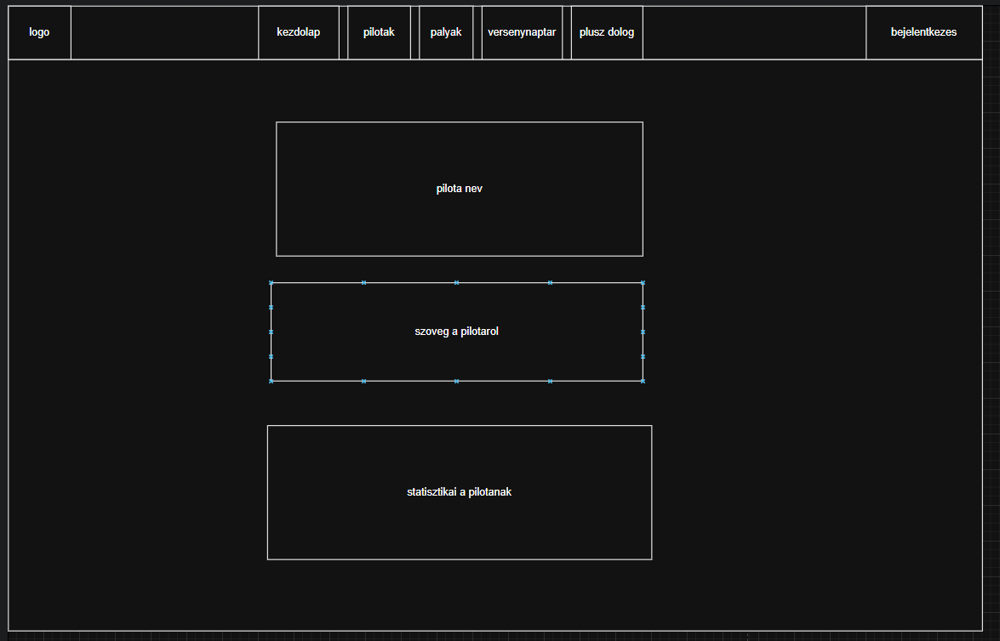 logo
kezdolap
pilotak
palyak
versenynaptar
plusz dolog
bejelentkezes
pilota nev
szoveg a pilotarol
statisztikai a pilotanak